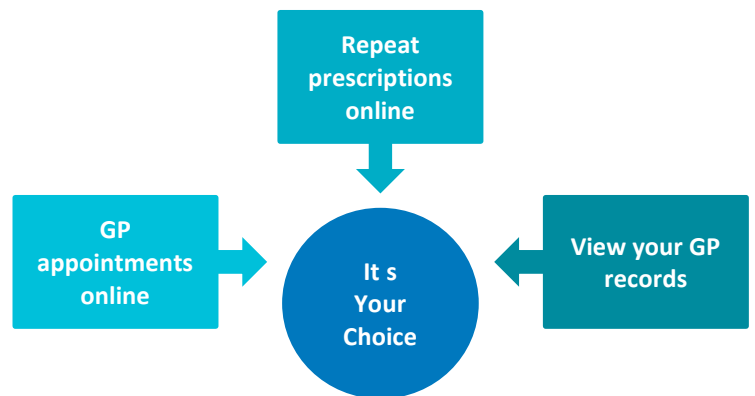 Repeat
prescriptions
online
GP
appointments
online
It s
Your
Choice
View your GP
records